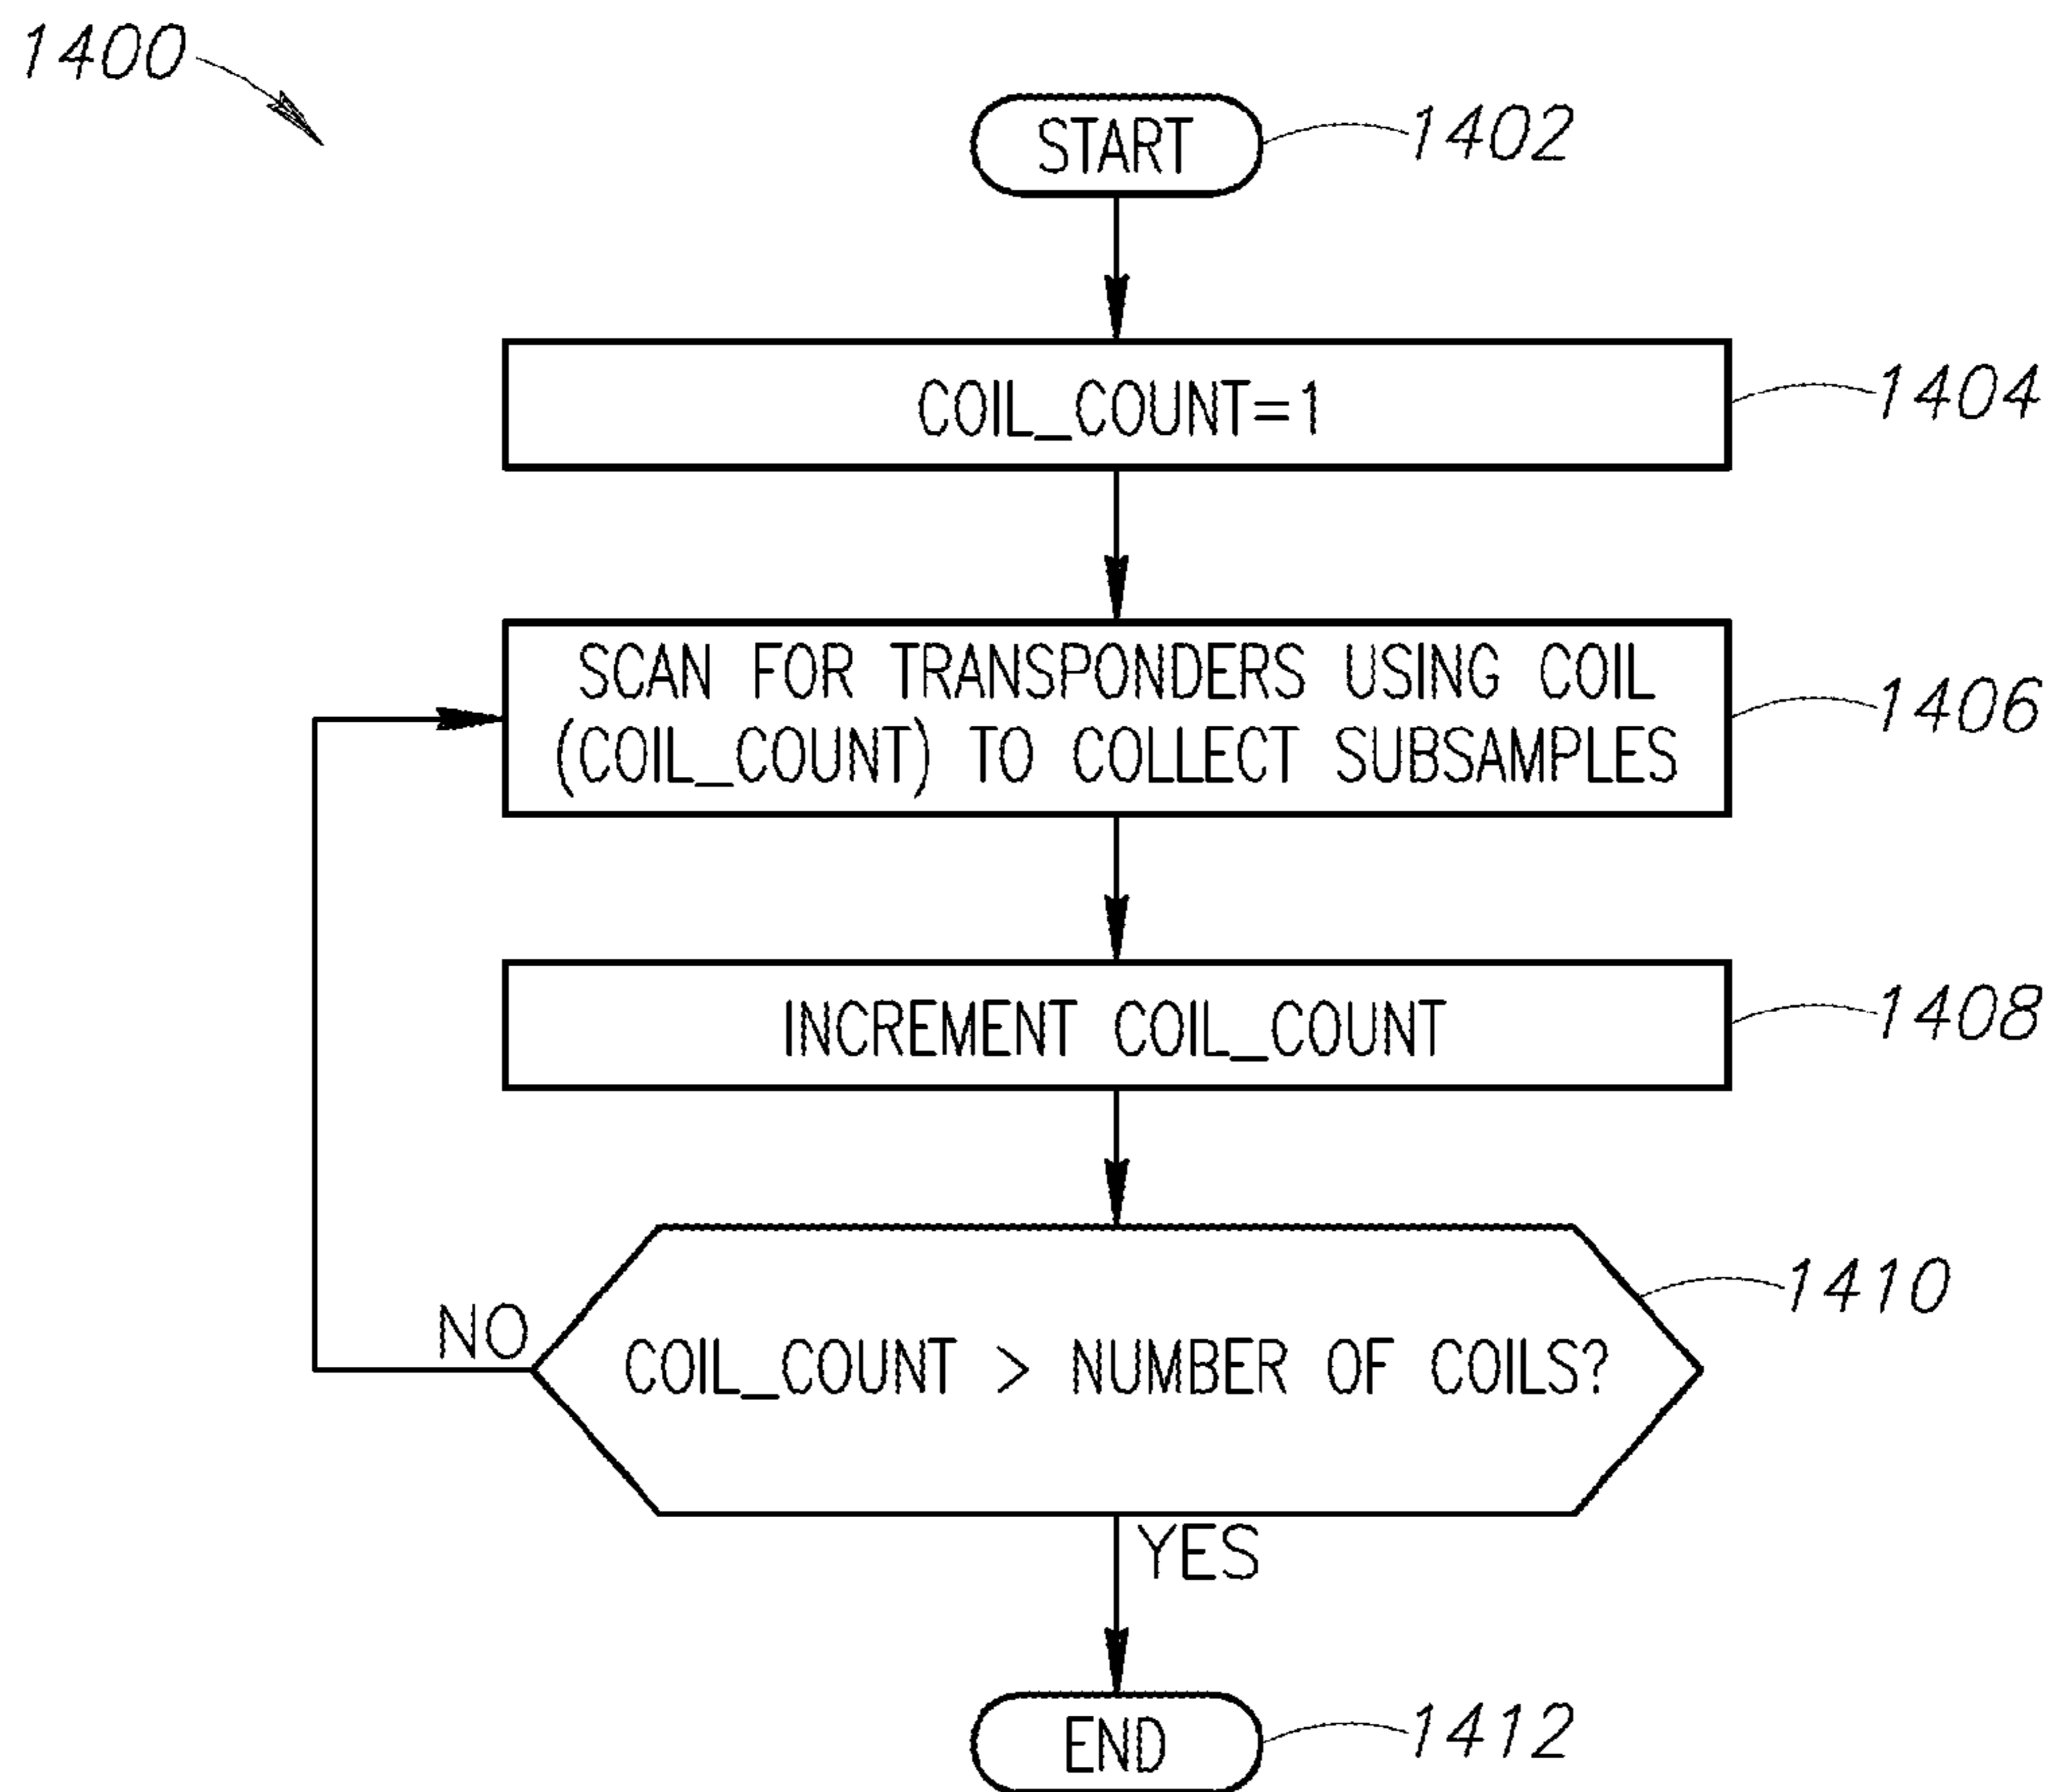 1400
START
1402
COIL_COUNT=1
1404
SCAN FOR TRANSPONDERS USING COIL
(COIL_COUNT) TO COLLECT SUBSAMPLES
1406
INCREMENT COIL_COUNT
1408
1410
NO
COIL_COUNT > NUMBER OF COILS?
YES
END
1412